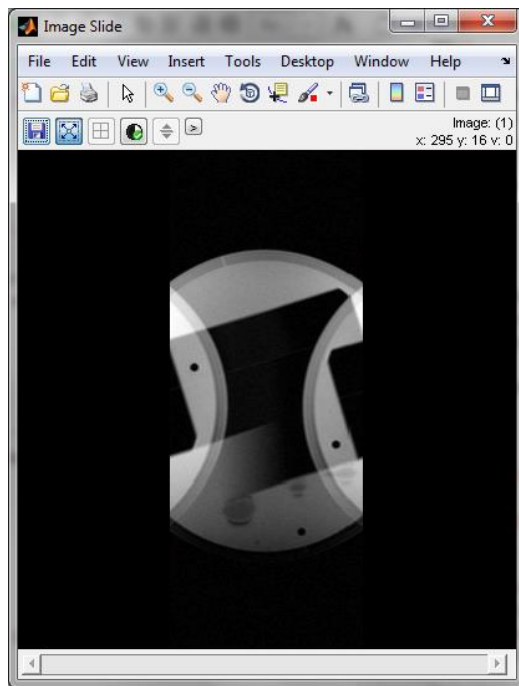 Image Slide
File Edit View Insert Tools Desktop Window Help
Image: (1)
x: 295 y: 16 v: 0